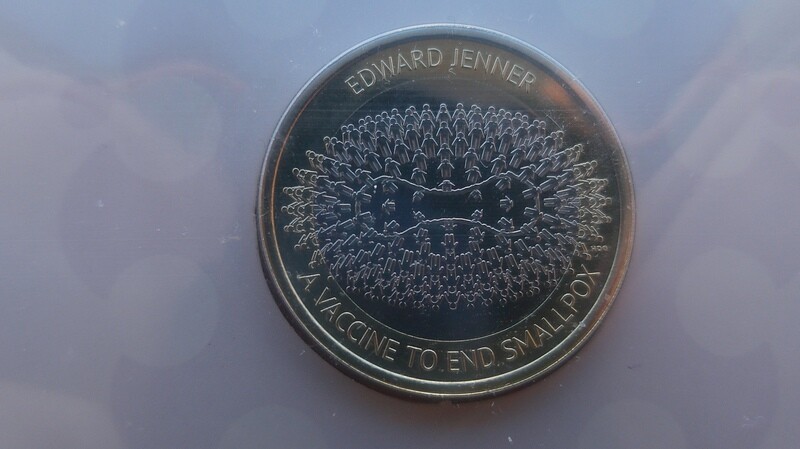 EDWARD JENNER
A VACCINE TO END SMALLPOX